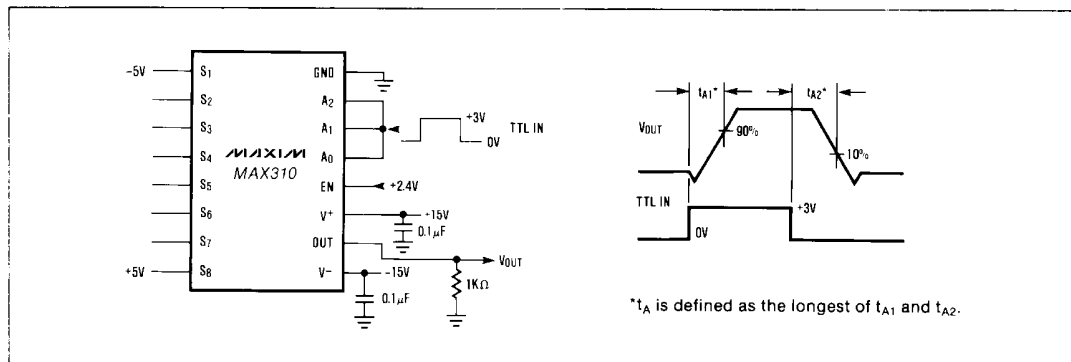 -5V
S1
S2
S3
S4
S5
S6
S7
S8
+5V
MAXIM
MAX310
GND
A2
A1
A0
EN
V+
OUT
V-
+3V
0V
TTL IN
+2.4V
+15V
0.1µF
VOUT
-15V
0.1µF
1KΩ
tA1*
tA2*
VOUT
90%
10%
TTL IN
+3V
0V
*tA is defined as the longest of tA1 and tA2.